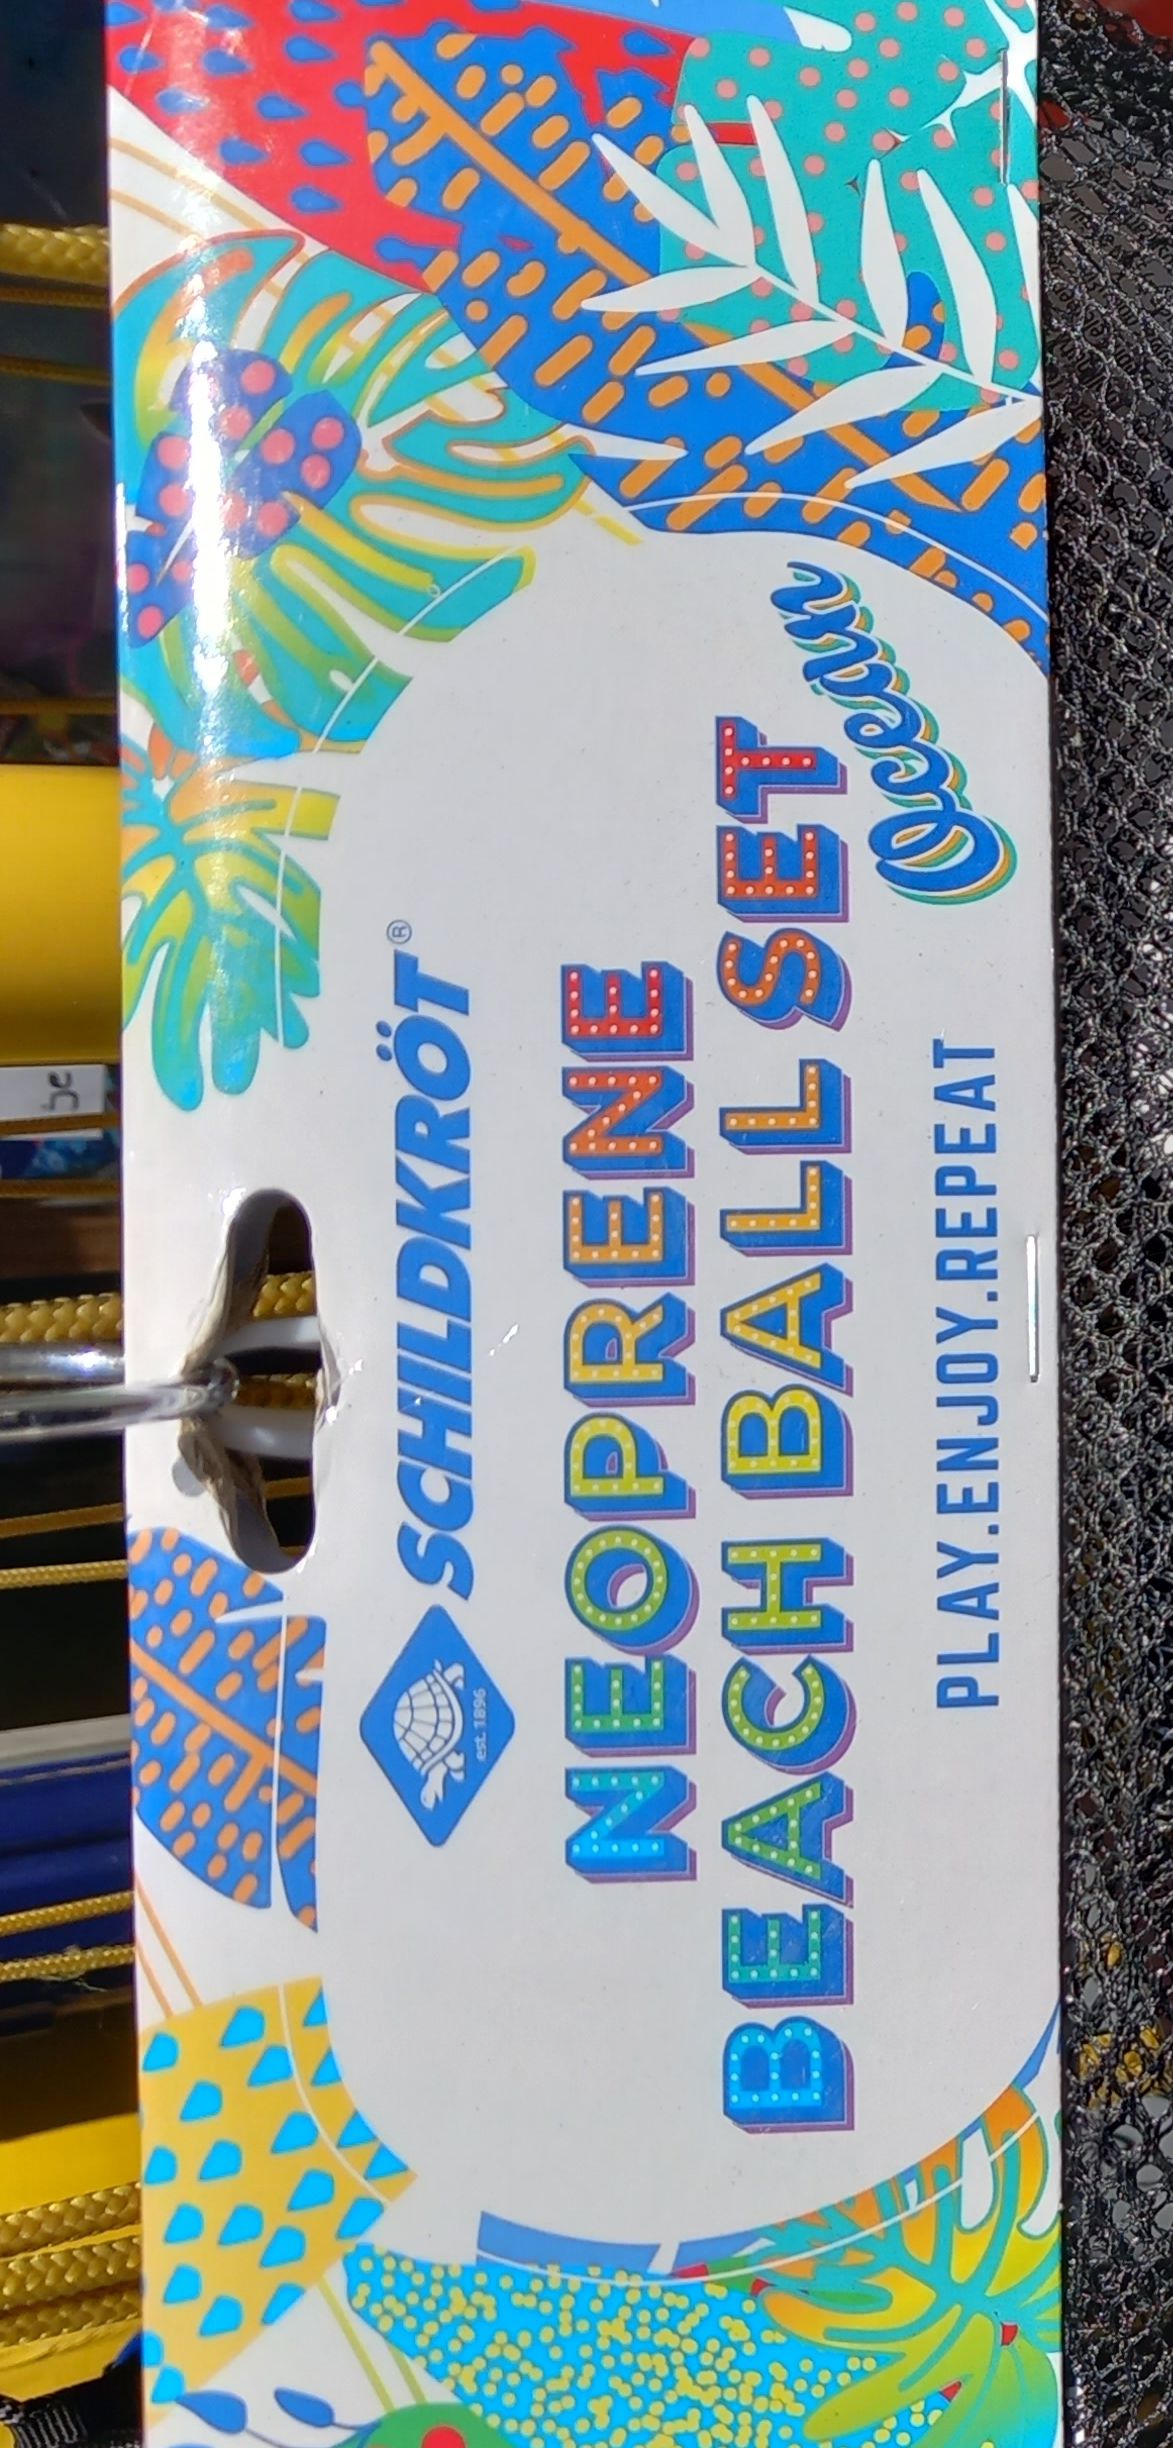 SCHILDKRÖT®
est. 1896
NEOPRENE
BEACH BALL SET
Ocean
PLAY.ENJOY.REPEAT